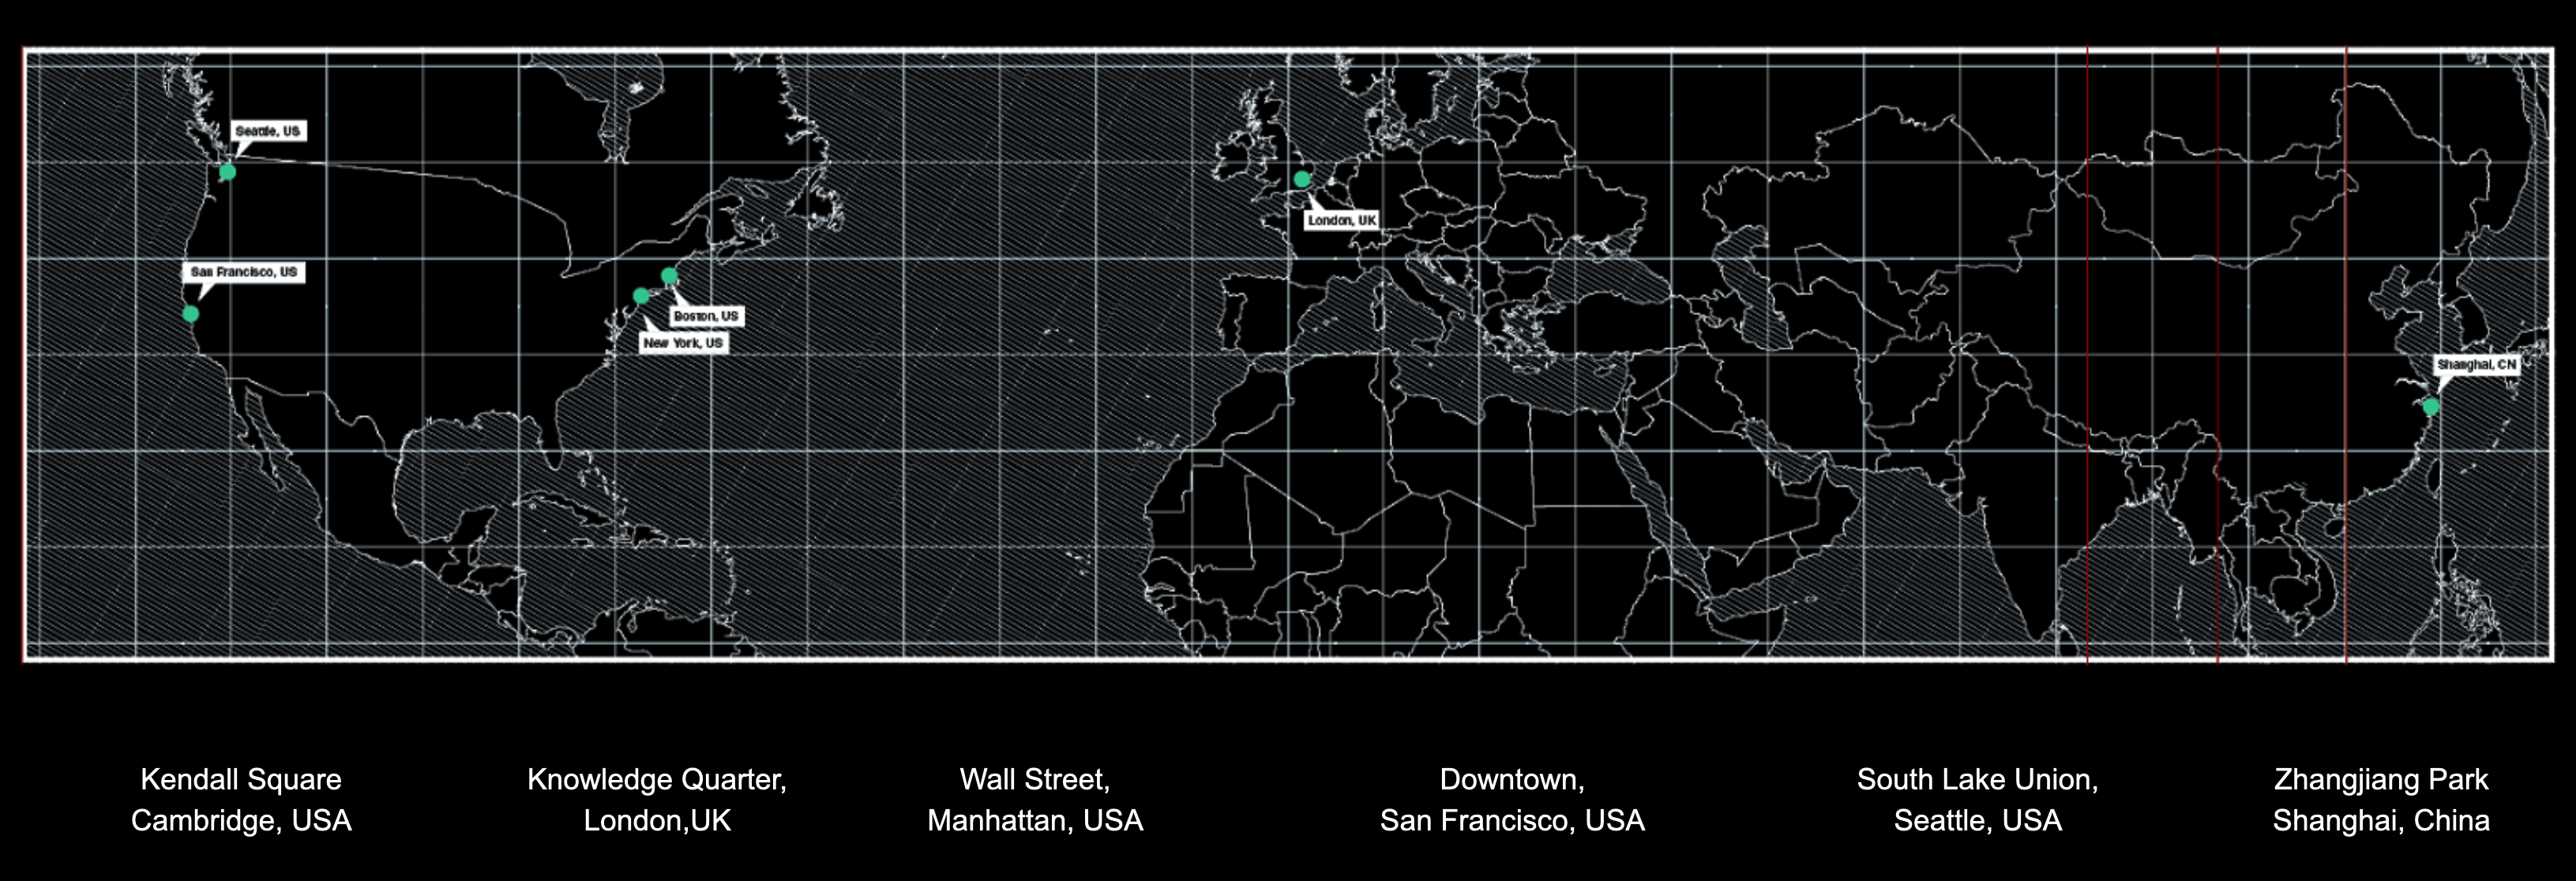 Seattle, US
London, UK
San Francisco, US
Boston, US
New York, US
Shanghai, CN
Kendall Square
Cambridge, USA
Knowledge Quarter,
London,UK
Wall Street,
Manhattan, USA
Downtown,
San Francisco, USA
South Lake Union,
Seattle, USA
Zhangjiang Park
Shanghai, China